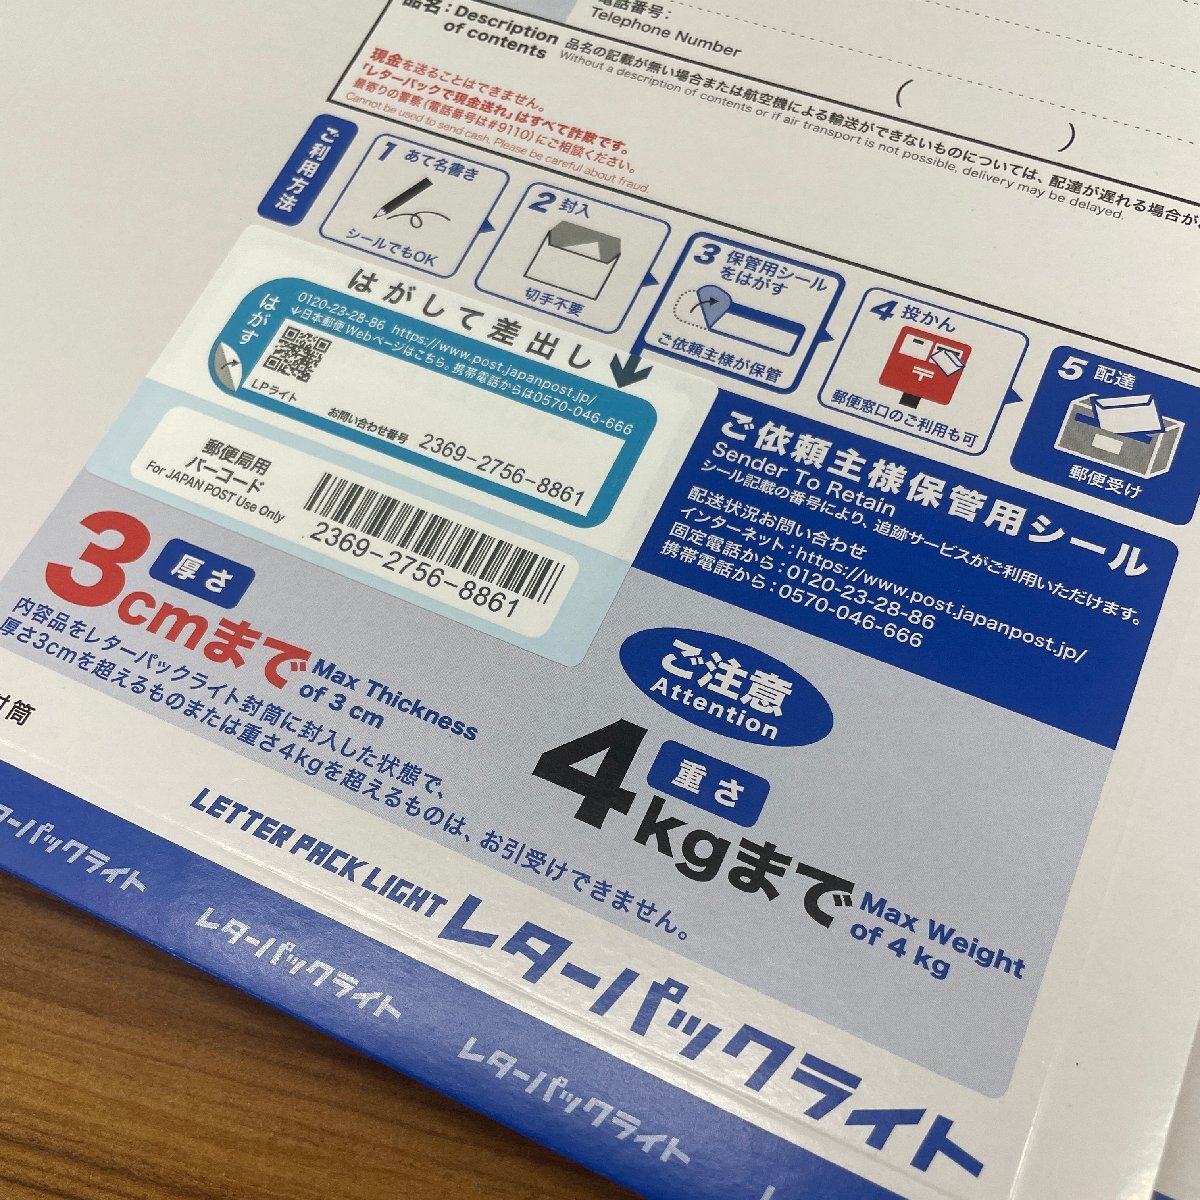 電話番号:
Telephone Number
品名:Description
of contents
品名の記載が無い場合または航空機による輸送ができないものについては、配達が遅れる場合が
Without a description of contents or if air transport is not possible, delivery may be delayed.
( )
現金を送ることはできません。
「レターパックで現金送れ」はすべて詐欺です。
最寄りの警察(電話番号は#9110)にご相談ください。
Cannot be used to send cash. Please be careful about fraud.
ご利用方法
1 あて名書き
シールでもOK
2 封入
切手不要
3 保管用シール
をはがす
ご依頼主様が保管
4 投かん
郵便窓口のご利用も可
5 配達
郵便受け
はがして差出し
はがす
0120-23-28-86 https://www.post.japanpost.jp/
↓日本郵便Webページはこちら。携帯電話からは0570-046-666
LPライト
お問い合わせ番号 2369-2756-8861
郵便局用
バーコード
For JAPAN POST Use Only
2369-2756-8861
ご依頼主様保管用シール
Sender To Retain
シール記載の番号により、追跡サービスがご利用いただけます。
配送状況お問い合わせ
インターネット:https://www.post.japanpost.jp/
固定電話から:0120-23-28-86
携帯電話から:0570-046-666
厚さ
3cmまで
Max Thickness
of 3 cm
内容品をレターパックライト封筒に封入した状態で、
厚さ3cmを超えるものまたは重さ4kgを超えるものは、お引受けできません。
ご注意
Attention
重さ
4kgまで
Max Weight
of 4 kg
封筒
LETTER PACK LIGHT
レターパックライト
ターパックライト
レターパックライト
レターパックライト
レ